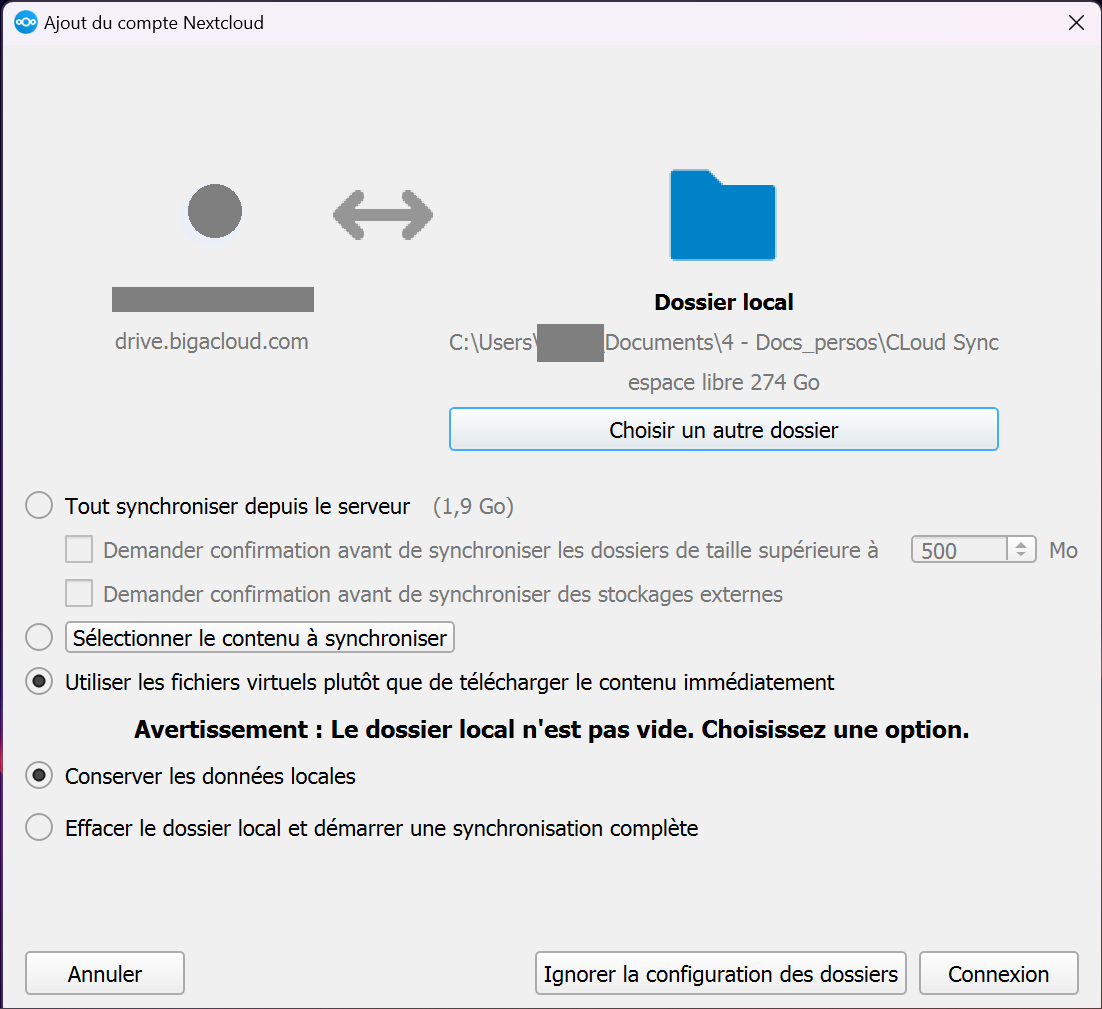 Ajout du compte Nextcloud
drive.bigacloud.com
Dossier local
C:\Users\ Documents\4 - Docs_persos\CLoud Sync
espace libre 274 Go
Choisir un autre dossier
Tout synchroniser depuis le serveur (1,9 Go)
Demander confirmation avant de synchroniser les dossiers de taille supérieure à 500 Mo
Demander confirmation avant de synchroniser des stockages externes
Sélectionner le contenu à synchroniser
Utiliser les fichiers virtuels plutôt que de télécharger le contenu immédiatement
Avertissement : Le dossier local n'est pas vide. Choisissez une option.
Conserver les données locales
Effacer le dossier local et démarrer une synchronisation complète
Annuler Ignorer la configuration des dossiers Connexion